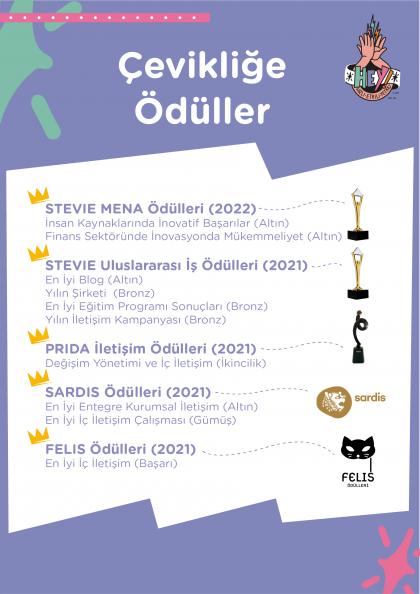 Çevikliğe
Ödüller
HEY!
STEVIE MENA Ödülleri (2022)
İnsan Kaynaklarında İnovatif Başarılar (Altın)
Finans Sektöründe İnovasyonda Mükemmeliyet (Altın)
STEVIE Uluslararası İş Ödülleri (2021)
En İyi Blog (Altın)
Yılın Şirketi (Bronz)
En İyi Eğitim Programı Sonuçları (Bronz)
Yılın İletişim Kampanyası (Bronz)
PRIDA İletişim Ödülleri (2021)
Değişim Yönetimi ve İç İletişim (İkincilik)
SARDIS Ödülleri (2021)
En İyi Entegre Kurumsal İletişim (Altın)
En İyi İç İletişim Çalışması (Gümüş)
sardis
FELIS Ödülleri (2021)
En İyi İç İletişim (Başarı)
FELIS
ÖDÜLLERİ